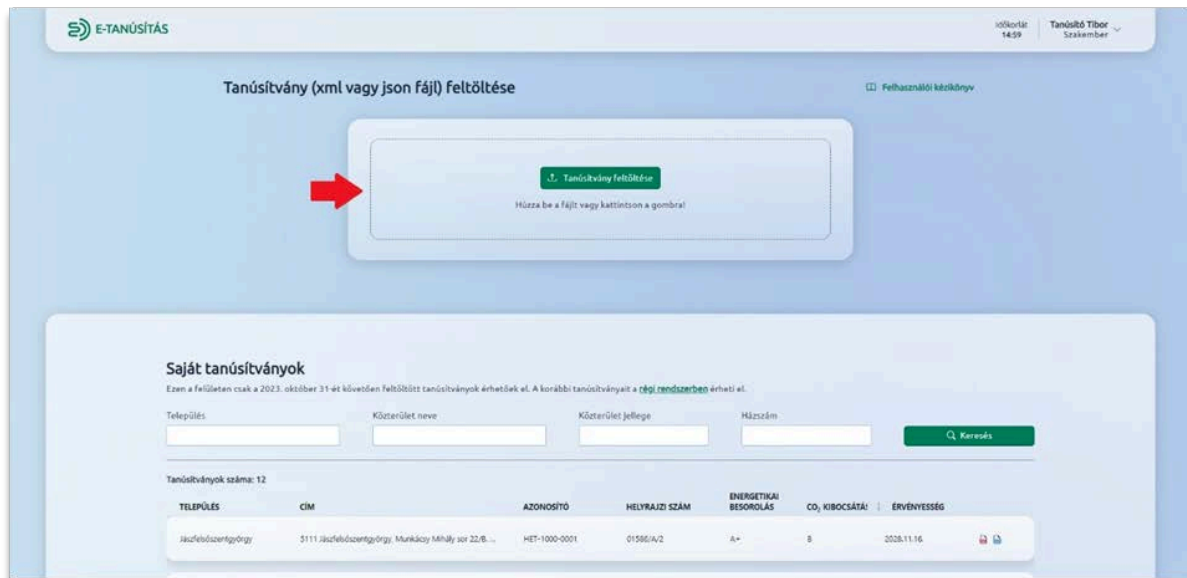 E-TANÚSÍTÁS
Időkorlát
14:59
Tanúsító Tibor
Szakember
Tanúsítvány (xml vagy json fájl) feltöltése
Felhasználói kézikönyv
Tanúsítvány feltöltése
Húzza be a fájlt vagy kattintson a gombra!
Saját tanúsítványok
Ezen a felületen csak a 2023. október 31-ét követően feltöltött tanúsítványok érhetőek el. A korábbi tanúsítványait a régi rendszerben érheti el.
Település Közterület neve Közterület jellege Házszám
Keresés
Tanúsítványok száma: 12
TELEPÜLÉS CÍM AZONOSÍTÓ HELYRAJZI SZÁM ENERGETIKAI BESOROLÁS CO₂ KIBOCSÁTÁS ÉRVÉNYESSÉG
Jászfelsőszentgyörgy 5111 Jászfelsőszentgyörgy, Munkácsy Mihály sor 22/B. ... HET-1000-0001 01586/A/2 A+ B 2028.11.16